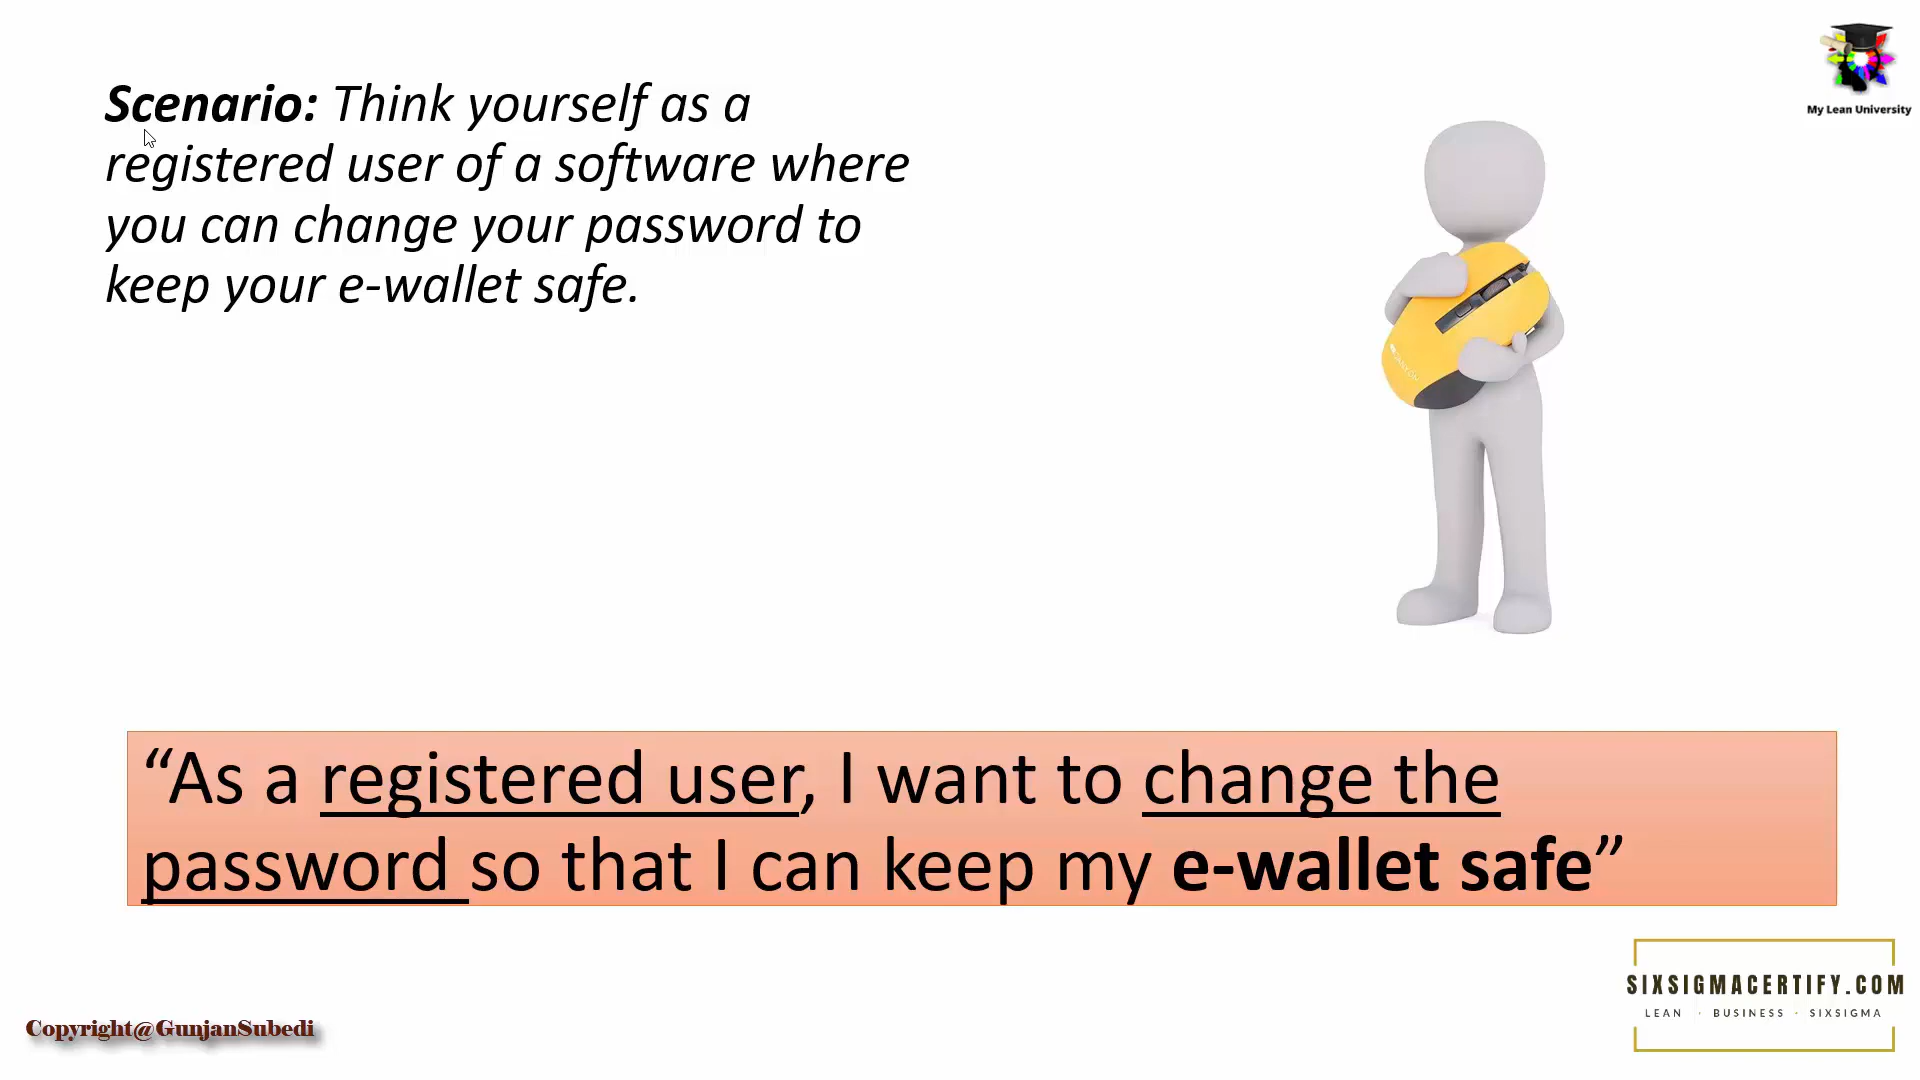 Scenario: Think yourself as a
registered user of a software where
you can change your password to
keep your e-wallet safe.
My Lean University
“As a registered user, I want to change the
password so that I can keep my e-wallet safe”
SIXSIGMACERTIFY.COM
LEAN · BUSINESS · SIXSIGMA
Copyright@GunjanSubedi